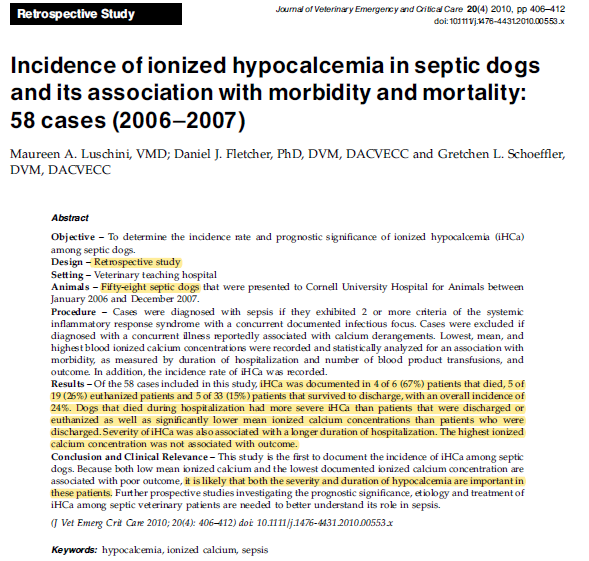 Retrospective Study
Journal of Veterinary Emergency and Critical Care 20(4) 2010, pp 406–412
doi:10.1111/j.1476-4431.2010.00553.x
Incidence of ionized hypocalcemia in septic dogs
and its association with morbidity and mortality:
58 cases (2006–2007)
Maureen A. Luschini, VMD; Daniel J. Fletcher, PhD, DVM, DACVECC and Gretchen L. Schoeffler,
DVM, DACVECC
Abstract
Objective – To determine the incidence rate and prognostic significance of ionized hypocalcemia (iHCa)
among septic dogs.
Design – Retrospective study
Setting – Veterinary teaching hospital
Animals – Fifty-eight septic dogs that were presented to Cornell University Hospital for Animals between
January 2006 and December 2007.
Procedure – Cases were diagnosed with sepsis if they exhibited 2 or more criteria of the systemic
inflammatory response syndrome with a concurrent documented infectious focus. Cases were excluded if
diagnosed with a concurrent illness reportedly associated with calcium derangements. Lowest, mean, and
highest blood ionized calcium concentrations were recorded and statistically analyzed for an association with
morbidity, as measured by duration of hospitalization and number of blood product transfusions, and
outcome. In addition, the incidence rate of iHCa was recorded.
Results – Of the 58 cases included in this study, iHCa was documented in 4 of 6 (67%) patients that died, 5 of
19 (26%) euthanized patients and 5 of 33 (15%) patients that survived to discharge, with an overall incidence of
24%. Dogs that died during hospitalization had more severe iHCa than patients that were discharged or
euthanized as well as significantly lower mean ionized calcium concentrations than patients who were
discharged. Severity of iHCa was also associated with a longer duration of hospitalization. The highest ionized
calcium concentration was not associated with outcome.
Conclusion and Clinical Relevance – This study is the first to document the incidence of iHCa among septic
dogs. Because both low mean ionized calcium and the lowest documented ionized calcium concentration are
associated with poor outcome, it is likely that both the severity and duration of hypocalcemia are important in
these patients. Further prospective studies investigating the prognostic significance, etiology and treatment of
iHCa among septic veterinary patients are needed to better understand its role in sepsis.
(J Vet Emerg Crit Care 2010; 20(4): 406–412) doi: 10.1111/j.1476-4431.2010.00553.x
Keywords: hypocalcemia, ionized calcium, sepsis